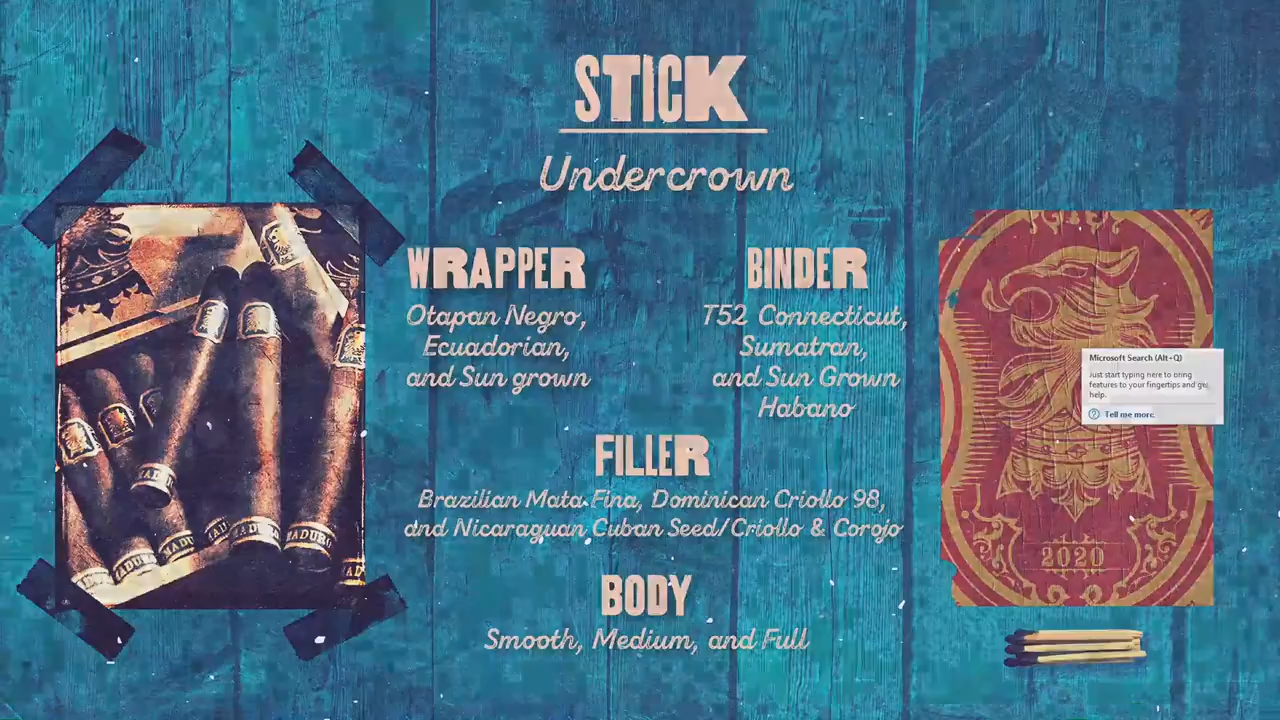 STICK
Undercrown
WRAPPER
Otapan Negro,
Ecuadorian,
and Sun grown
BINDER
T52 Connecticut,
Sumatran,
and Sun Grown
Habano
FILLER
Brazilian Mata Fina, Dominican Criollo 98,
and Nicaraguan Cuban Seed/Criollo & Corojo
BODY
Smooth, Medium, and Full
MADURO
MADURO
2020
Microsoft Search (Alt+Q)
Just start typing here to bring
features to your fingertips and get
help.
Tell me more